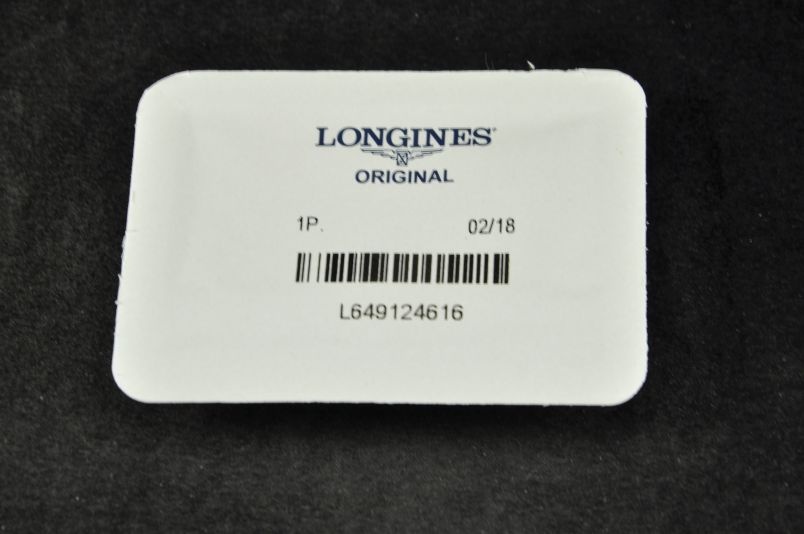 LONGINES
ORIGINAL
1P. 02/18
L649124616